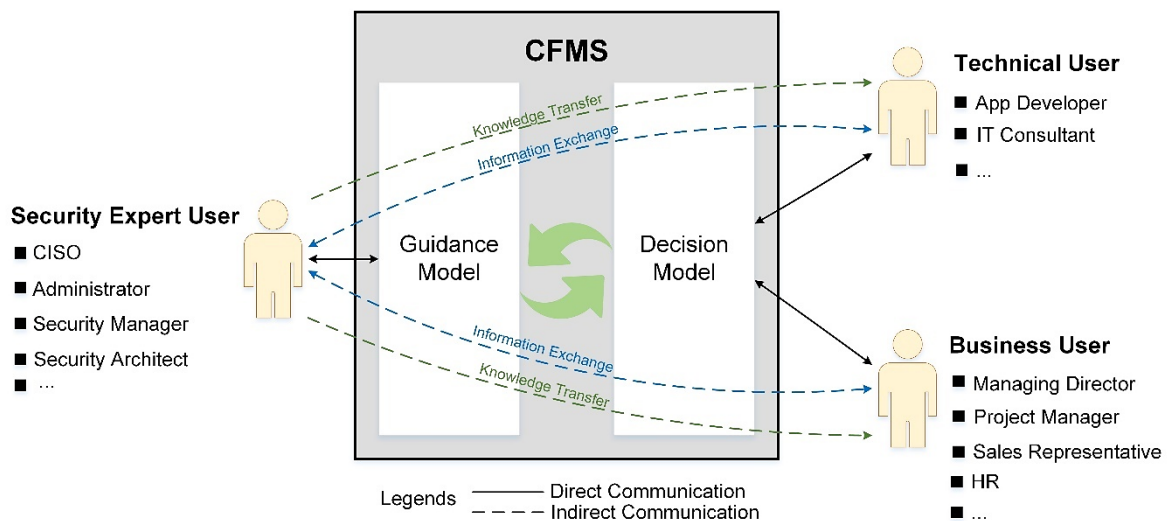 CFMS
Guidance
Model
Decision
Model
Knowledge Transfer
Information Exchange
Information Exchange
Knowledge Transfer
Security Expert User
■ CISO
■ Administrator
■ Security Manager
■ Security Architect
■ ...
Technical User
■ App Developer
■ IT Consultant
■ ...
Business User
■ Managing Director
■ Project Manager
■ Sales Representative
■ HR
■ ...
Legends
Direct Communication
Indirect Communication